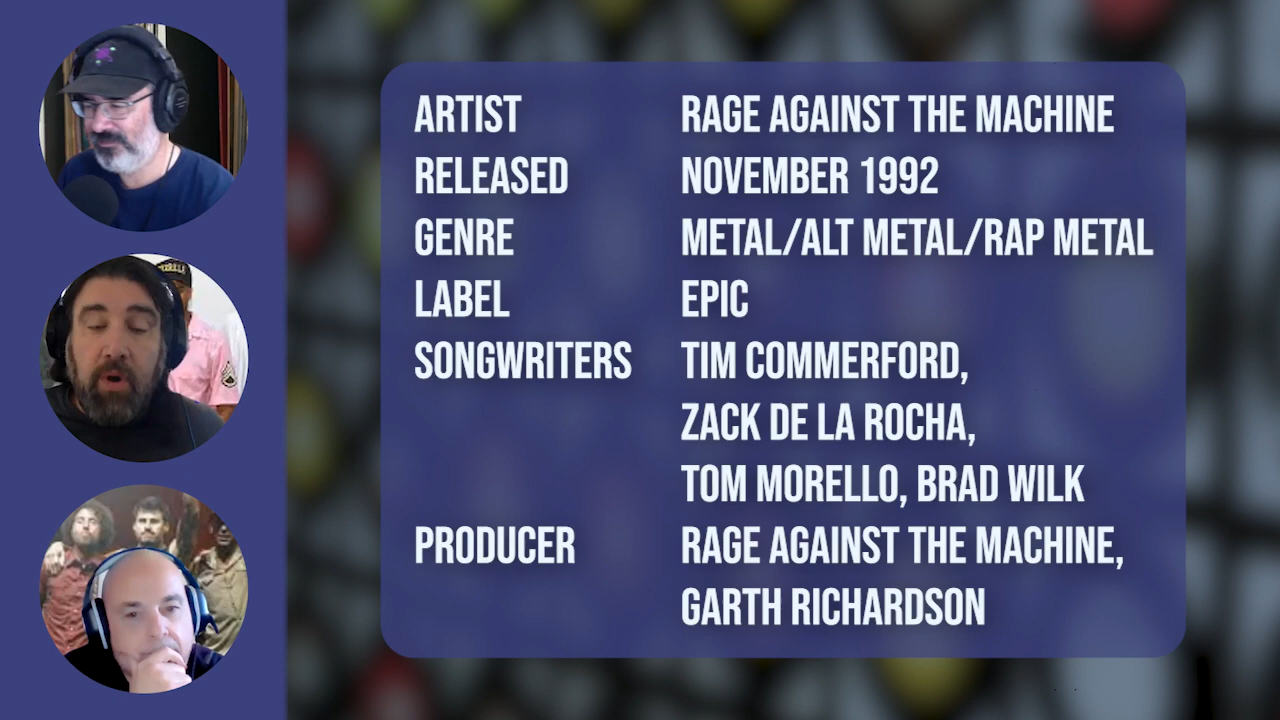 ARTIST RAGE AGAINST THE MACHINE
RELEASED NOVEMBER 1992
GENRE METAL/ALT METAL/RAP METAL
LABEL EPIC
SONGWRITERS TIM COMMERFORD,
ZACK DE LA ROCHA,
TOM MORELLO, BRAD WILK
PRODUCER RAGE AGAINST THE MACHINE,
GARTH RICHARDSON